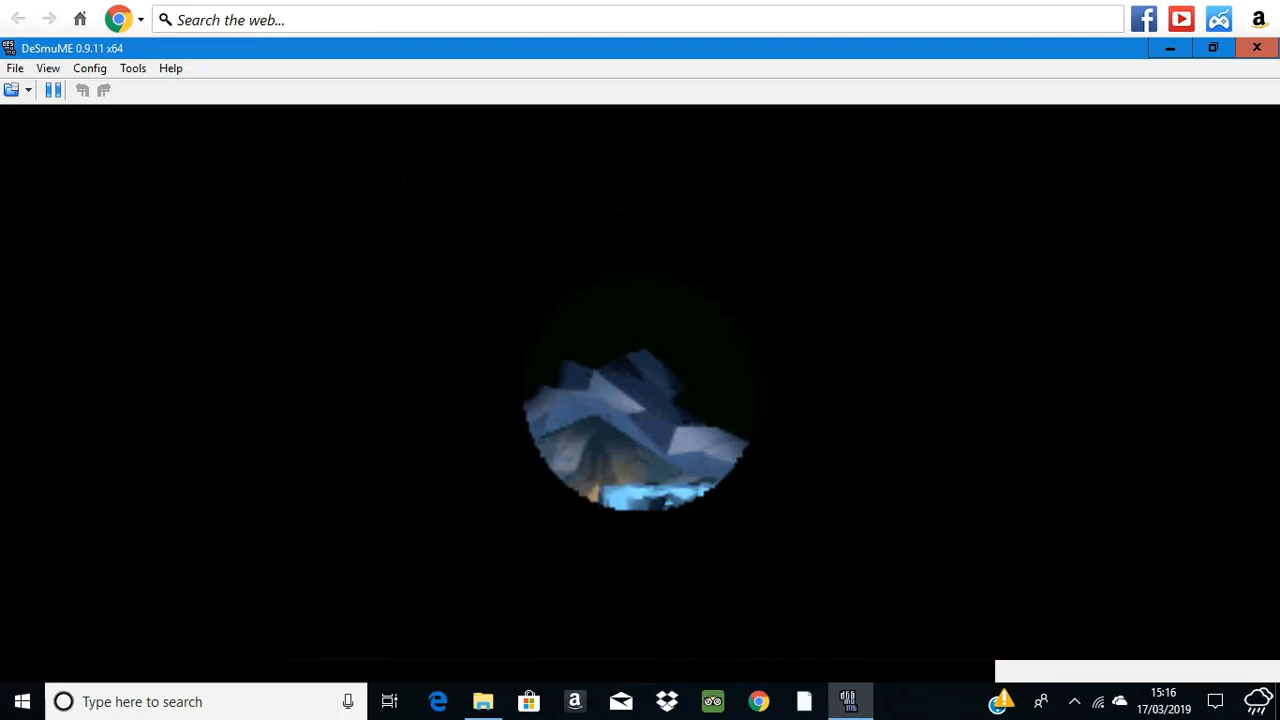 Search the web...
DeSmuME 0.9.11 x64
File View Config Tools Help
Type here to search
15:16
17/03/2019